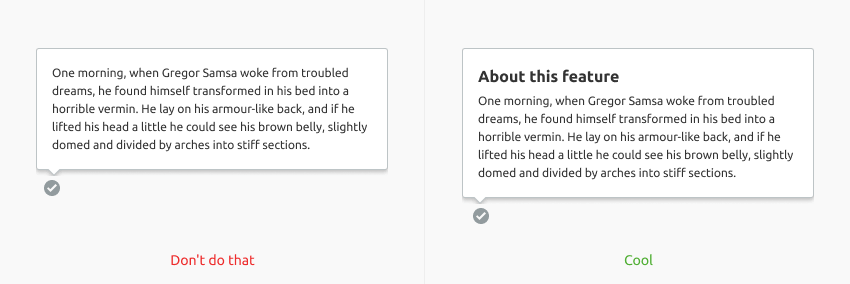 One morning, when Gregor Samsa woke from troubled
dreams, he found himself transformed in his bed into a
horrible vermin. He lay on his armour-like back, and if he
lifted his head a little he could see his brown belly, slightly
domed and divided by arches into stiff sections.
Don't do that
About this feature
One morning, when Gregor Samsa woke from troubled
dreams, he found himself transformed in his bed into a
horrible vermin. He lay on his armour-like back, and if he
lifted his head a little he could see his brown belly, slightly
domed and divided by arches into stiff sections.
Cool